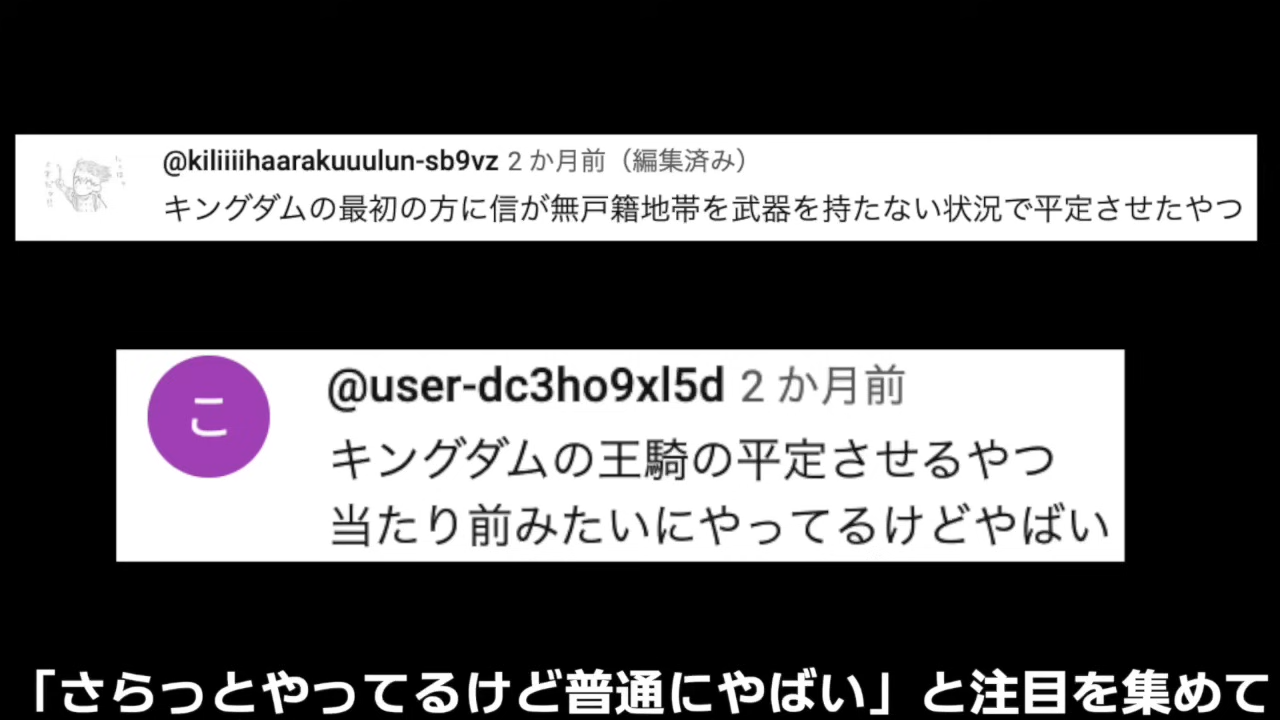 @kiliiiihaarakuuulun-sb9vz 2 か月前（編集済み）
キングダムの最初の方に信が無戸籍地帯を武器を持たない状況で平定させたやつ
こ
@user-dc3ho9xl5d 2 か月前
キングダムの王騎の平定させるやつ
当たり前みたいにやってるけどやばい
「さらっとやってるけど普通にやばい」と注目を集めて